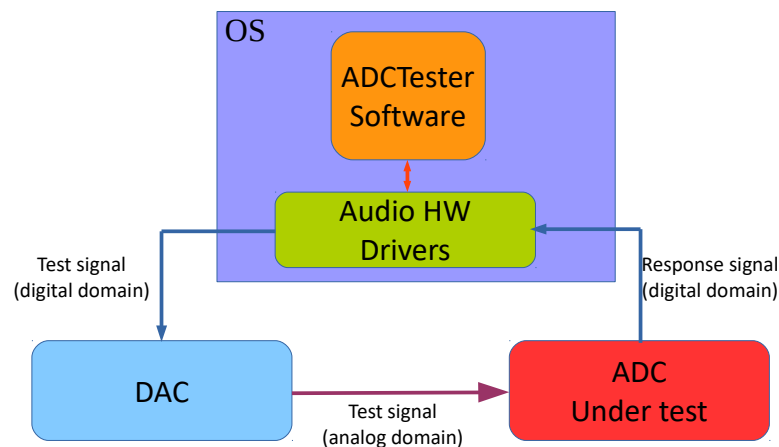 OS
ADCTester
Software
Audio HW
Drivers
Test signal
(digital domain)
Response signal
(digital domain)
DAC
Test signal
(analog domain)
ADC
Under test